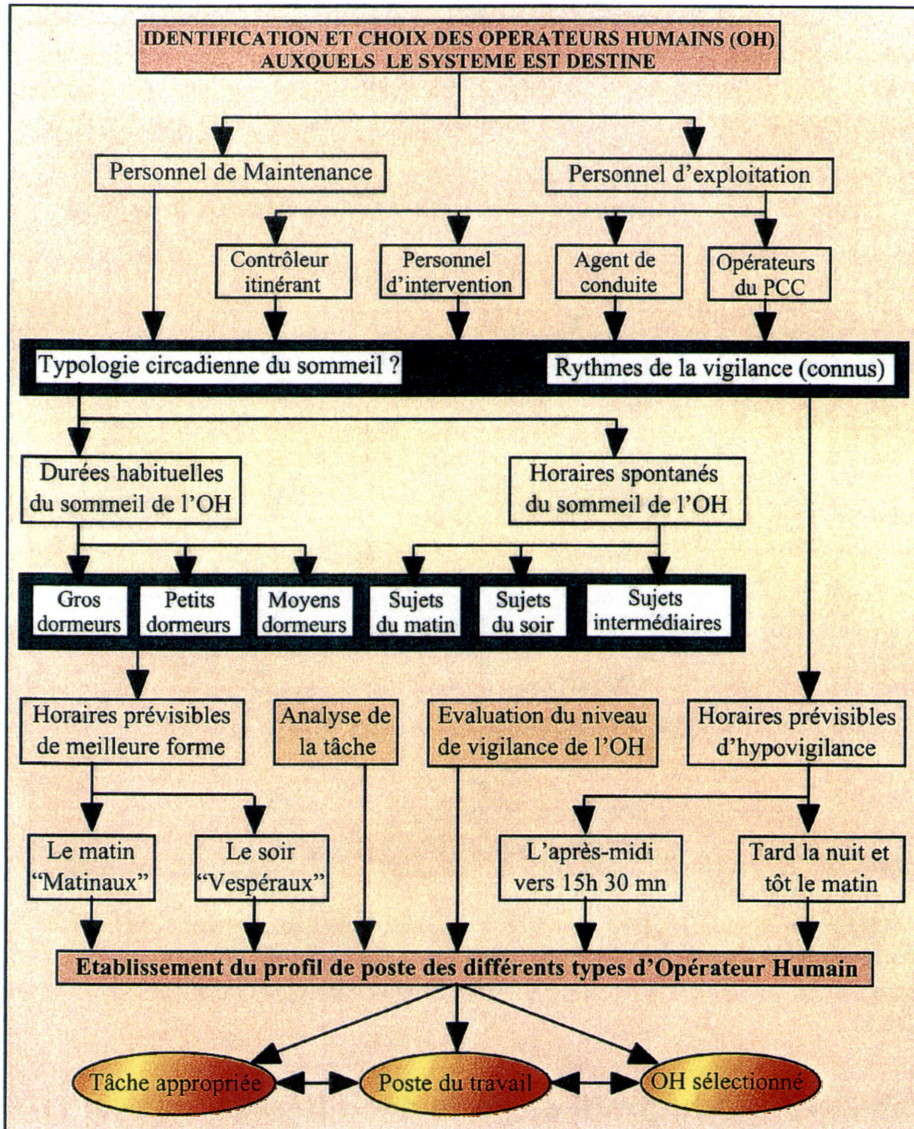 IDENTIFICATION ET CHOIX DES OPERATEURS HUMAINS (OH)
AUXQUELS LE SYSTEME EST DESTINE
Personnel de Maintenance
Personnel d'exploitation
Contrôleur
itinérant
Personnel
d'intervention
Agent de
conduite
Opérateurs
du PCC
Typologie circadienne du sommeil ?
Rythmes de la vigilance (connus)
Durées habituelles
du sommeil de l'OH
Horaires spontanés
du sommeil de l'OH
Gros
dormeurs
Petits
dormeurs
Moyens
dormeurs
Sujets
du matin
Sujets
du soir
Sujets
intermédiaires
Horaires prévisibles
de meilleure forme
Analyse de
la tâche
Evaluation du niveau
de vigilance de l'OH
Horaires prévisibles
d'hypovigilance
Le matin
“Matinaux”
Le soir
“Vespéraux”
L'après-midi
vers 15h 30 mn
Tard la nuit et
tôt le matin
Etablissement du profil de poste des différents types d'Opérateur Humain
Tâche appropriée
Poste du travail
OH sélectionné